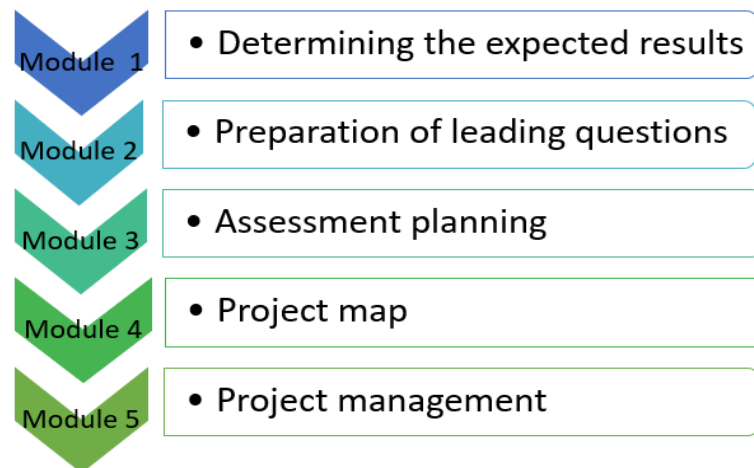 Module 1
• Determining the expected results
Module 2
• Preparation of leading questions
Module 3
• Assessment planning
Module 4
• Project map
Module 5
• Project management